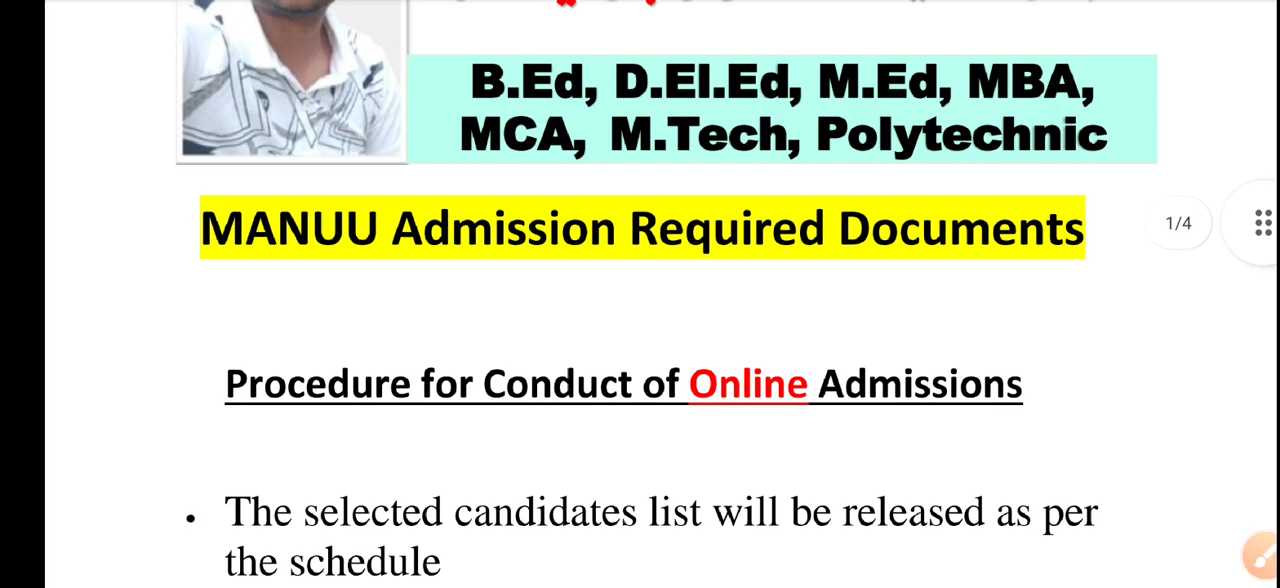 B.Ed, D.El.Ed, M.Ed, MBA,
MCA, M.Tech, Polytechnic
MANUU Admission Required Documents
1/4
Procedure for Conduct of Online Admissions
• The selected candidates list will be released as per
the schedule